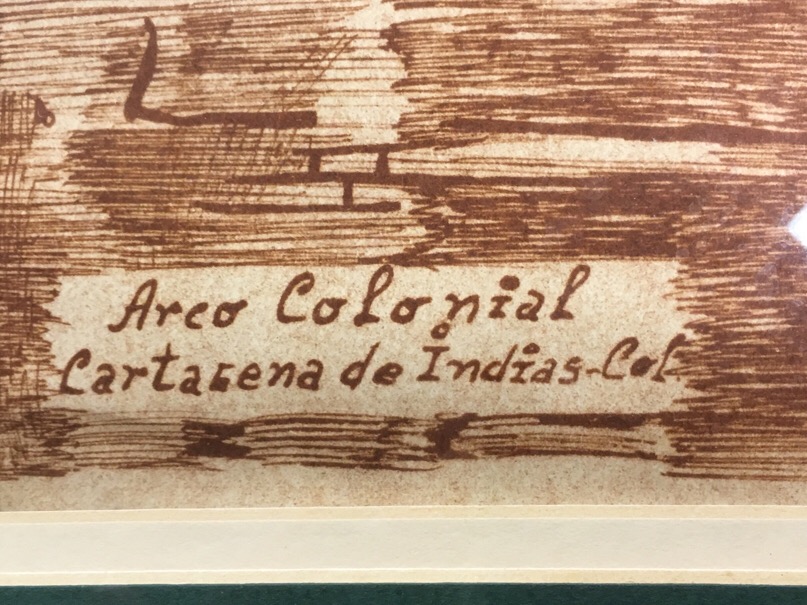 Arco Colonial
Cartagena de Indias-Col.